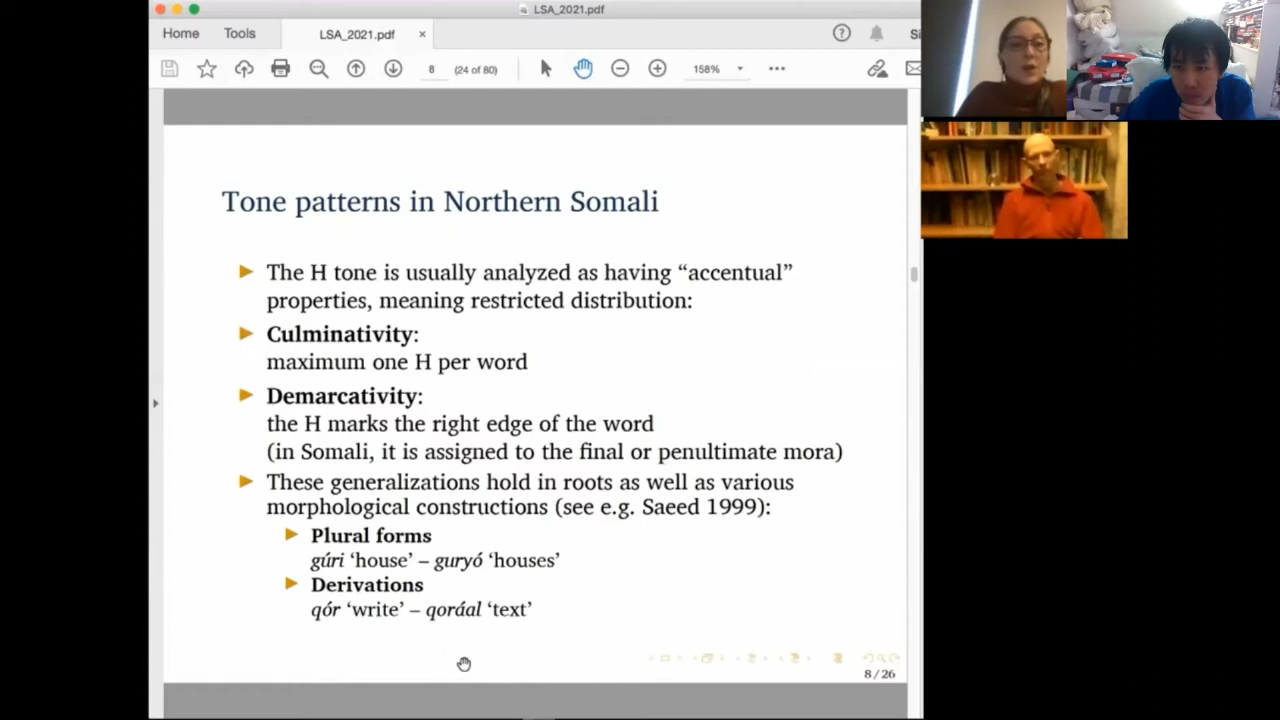 LSA_2021.pdf
Home Tools LSA_2021.pdf × ? Si
8 (24 of 80) 158%
Tone patterns in Northern Somali
The H tone is usually analyzed as having “accentual”
properties, meaning restricted distribution:
Culminativity:
maximum one H per word
Demarcativity:
the H marks the right edge of the word
(in Somali, it is assigned to the final or penultimate mora)
These generalizations hold in roots as well as various
morphological constructions (see e.g. Saeed 1999):
Plural forms
gúri ‘house’ – guryó ‘houses’
Derivations
qór ‘write’ – qoráal ‘text’
8 / 26